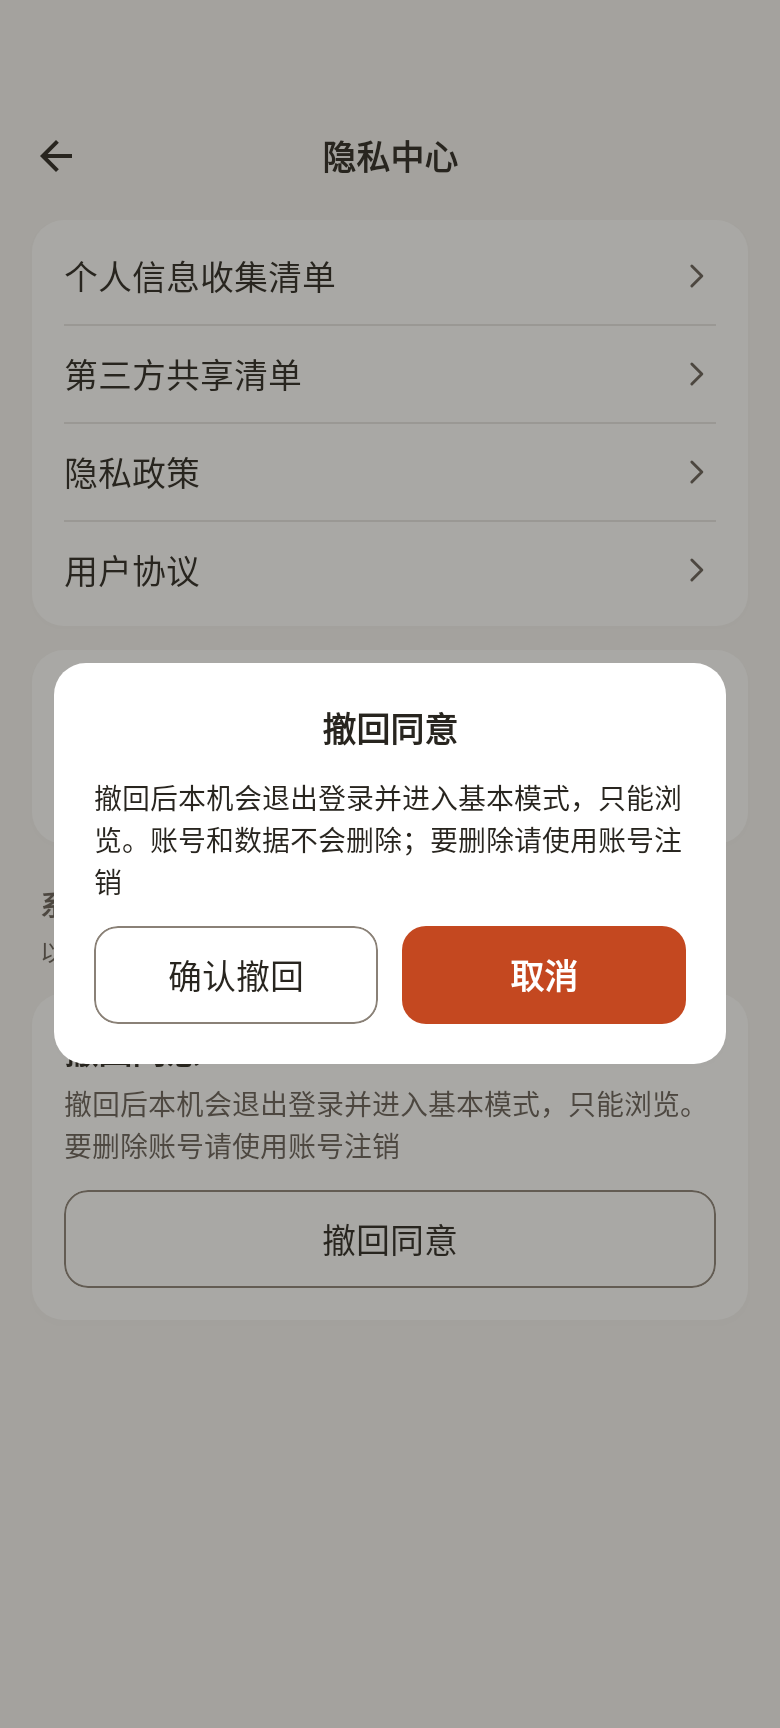 隐私中心
个人信息收集清单
第三方共享清单
隐私政策
用户协议
撤回同意
撤回后本机会退出登录并进入基本模式，只能浏
览。账号和数据不会删除；要删除请使用账号注
销
确认撤回
取消
撤回后本机会退出登录并进入基本模式，只能浏览。
要删除账号请使用账号注销
撤回同意